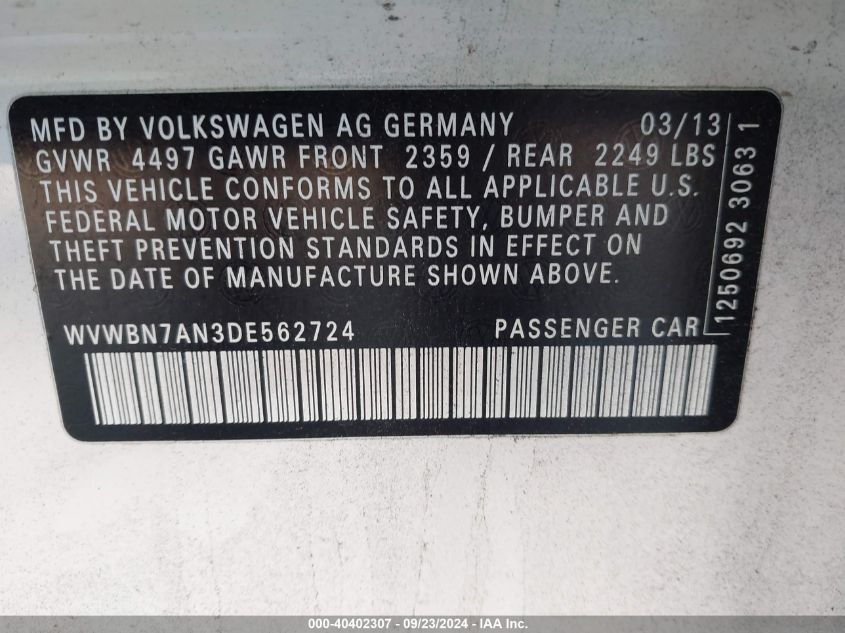 MFD BY VOLKSWAGEN AG GERMANY 03/13
GVWR 4497 GAWR FRONT 2359 / REAR 2249 LBS
THIS VEHICLE CONFORMS TO ALL APPLICABLE U.S.
FEDERAL MOTOR VEHICLE SAFETY, BUMPER AND
THEFT PREVENTION STANDARDS IN EFFECT ON
THE DATE OF MANUFACTURE SHOWN ABOVE.
WVWBN7AN3DE562724 PASSENGER CAR
1250692 3063 1
000-40402307 - 09/23/2024 - IAA Inc.